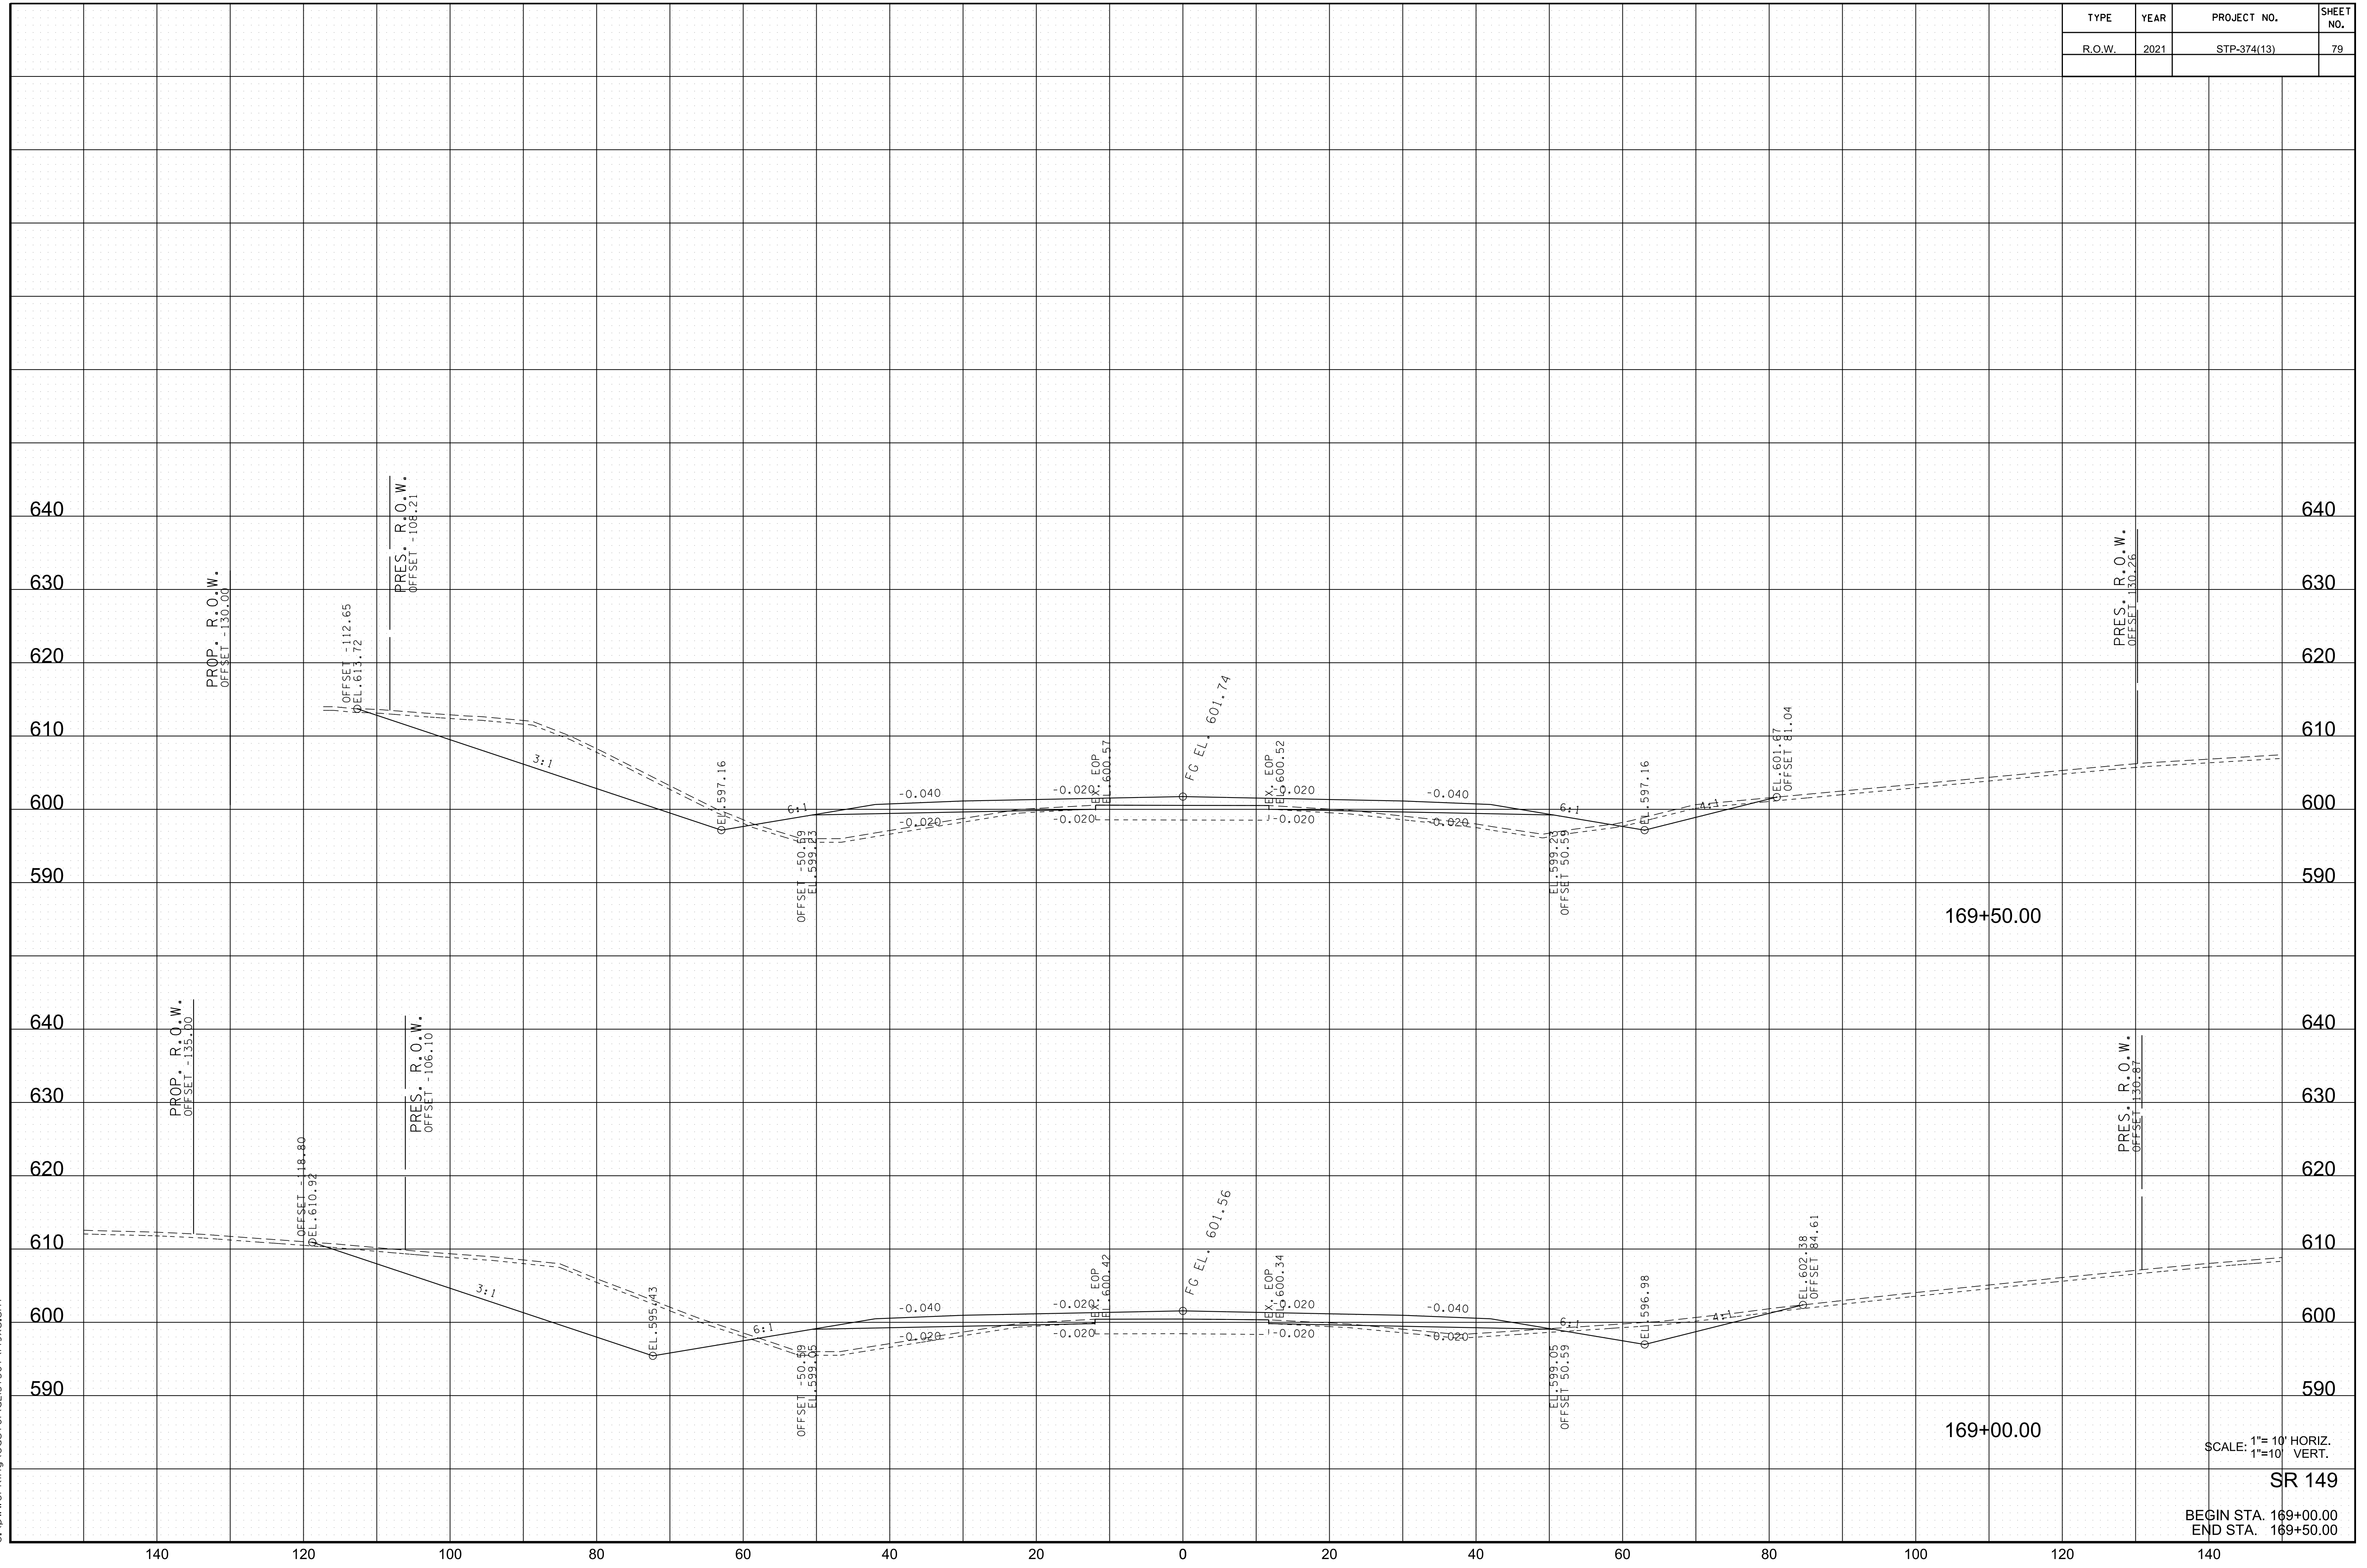 TYPE YEAR PROJECT NO. SHEET NO.
R.O.W. 2021 STP-374(13) 79
640 640
630 630
620 620
610 610
600 600
590 590
PROP. R.O.W.
OFFSET -130.00
OFFSET -112.65
EL.613.72
PRES. R.O.W.
OFFSET -108.21
3:1
EL.597.16
6:1
OFFSET -50.59
EL.599.23
-0.040
-0.020
-0.020
-0.020
EX. EOP
EL.600.57
FG EL. 601.74
EX. EOP
EL.600.52
-0.020
-0.020
-0.040
-0.020
EL.599.23
OFFSET 50.59
6:1
EL.597.16
4:1
EL.601.67
OFFSET 81.04
PRES. R.O.W.
OFFSET 130.26
169+50.00
640 640
630 630
620 620
610 610
600 600
590 590
PROP. R.O.W.
OFFSET -135.00
OFFSET -118.80
EL.610.92
PRES. R.O.W.
OFFSET -106.10
3:1
EL.595.43
6:1
OFFSET -50.59
EL.599.05
-0.040
-0.020
-0.020
-0.020
EX. EOP
EL.600.42
FG EL. 601.56
EX. EOP
EL.600.34
-0.020
-0.020
-0.040
-0.020
EL.599.05
OFFSET 50.59
6:1
EL.596.98
4:1
EL.602.38
OFFSET 84.61
PRES. R.O.W.
OFFSET 130.87
169+00.00
SCALE: 1"= 10' HORIZ.
1"=10' VERT.
SR 149
BEGIN STA. 169+00.00
END STA. 169+50.00
140 120 100 80 60 40 20 0 20 40 60 80 100 120 140